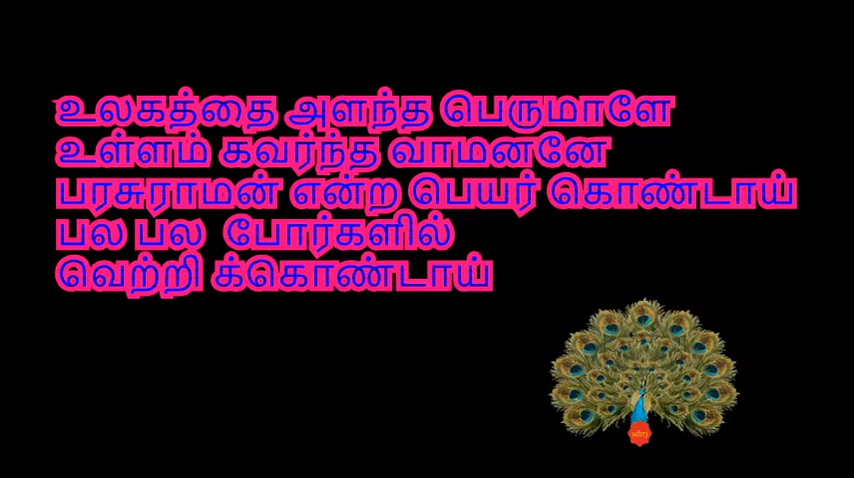 உலகத்தை அளந்த பெருமாளே
உள்ளம் கவர்ந்த வாமனனே
பரசுராமன் என்ற பெயர் கொண்டாய்
பல பல போர்களில்
வெற்றி க்கொண்டாய்